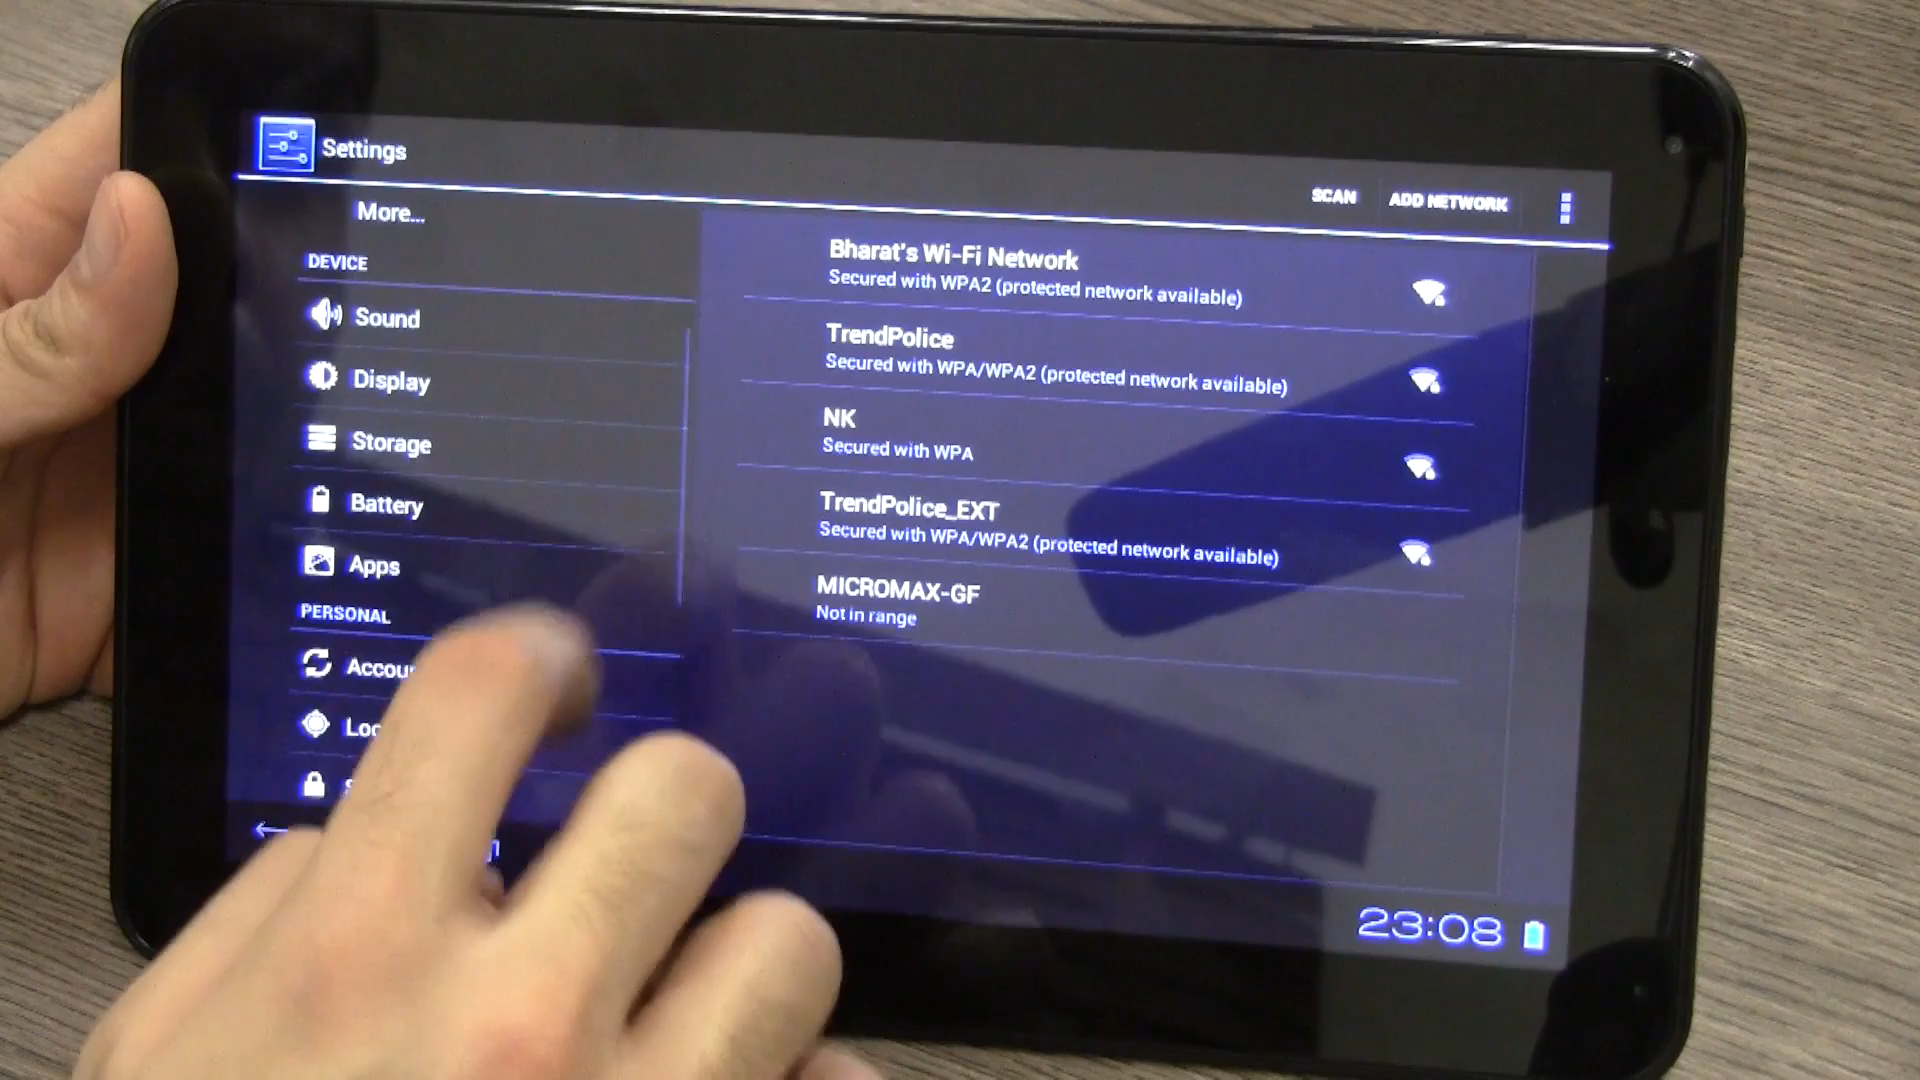 Settings
SCAN
ADD NETWORK
More...
DEVICE
Sound
Display
Storage
Battery
Apps
PERSONAL
Bharat's Wi-Fi Network
Secured with WPA2 (protected network available)
TrendPolice
Secured with WPA/WPA2 (protected network available)
NK
Secured with WPA
TrendPolice_EXT
Secured with WPA/WPA2 (protected network available)
MICROMAX-GF
Not in range
23:08